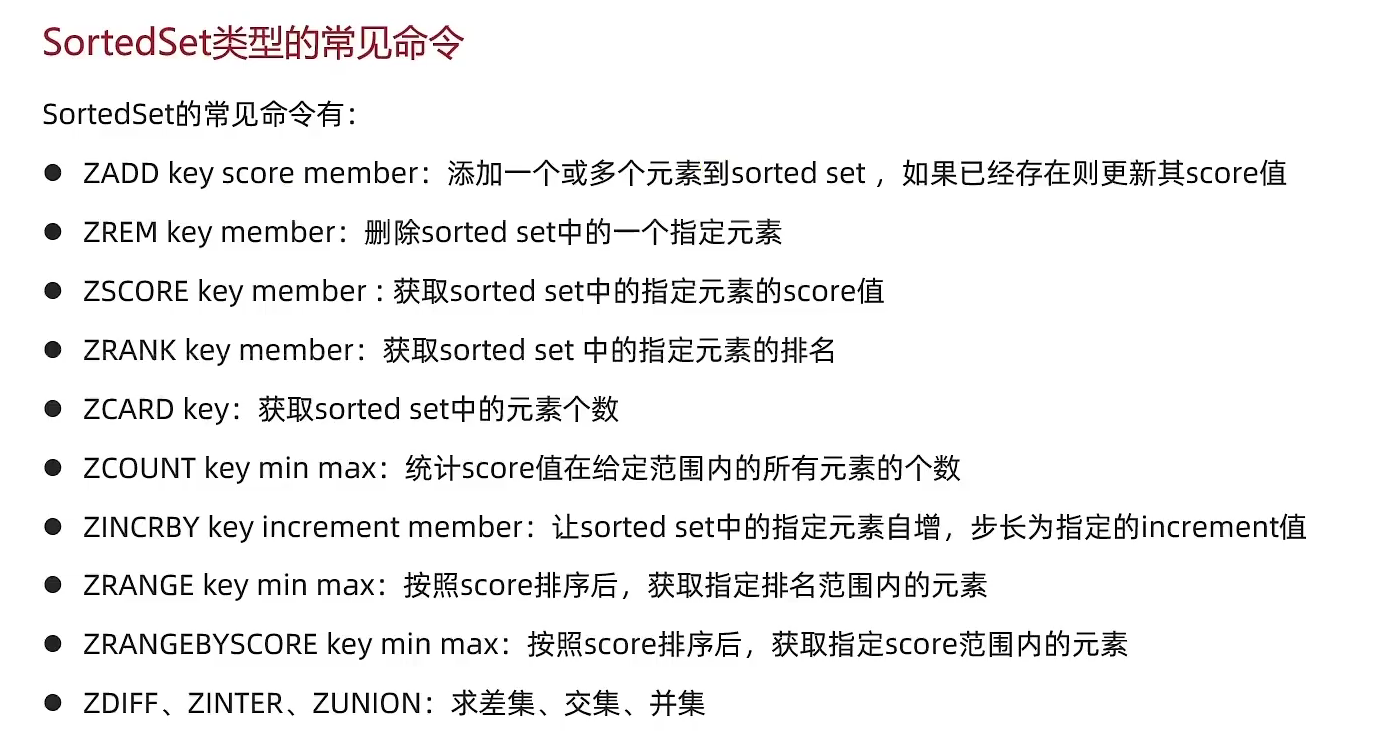 SortedSet类型的常见命令
SortedSet的常见命令有：
● ZADD key score member：添加一个或多个元素到sorted set ，如果已经存在则更新其score值
● ZREM key member：删除sorted set中的一个指定元素
● ZSCORE key member : 获取sorted set中的指定元素的score值
● ZRANK key member：获取sorted set 中的指定元素的排名
● ZCARD key：获取sorted set中的元素个数
● ZCOUNT key min max：统计score值在给定范围内的所有元素的个数
● ZINCRBY key increment member：让sorted set中的指定元素自增，步长为指定的increment值
● ZRANGE key min max：按照score排序后，获取指定排名范围内的元素
● ZRANGEBYSCORE key min max：按照score排序后，获取指定score范围内的元素
● ZDIFF、ZINTER、ZUNION：求差集、交集、并集